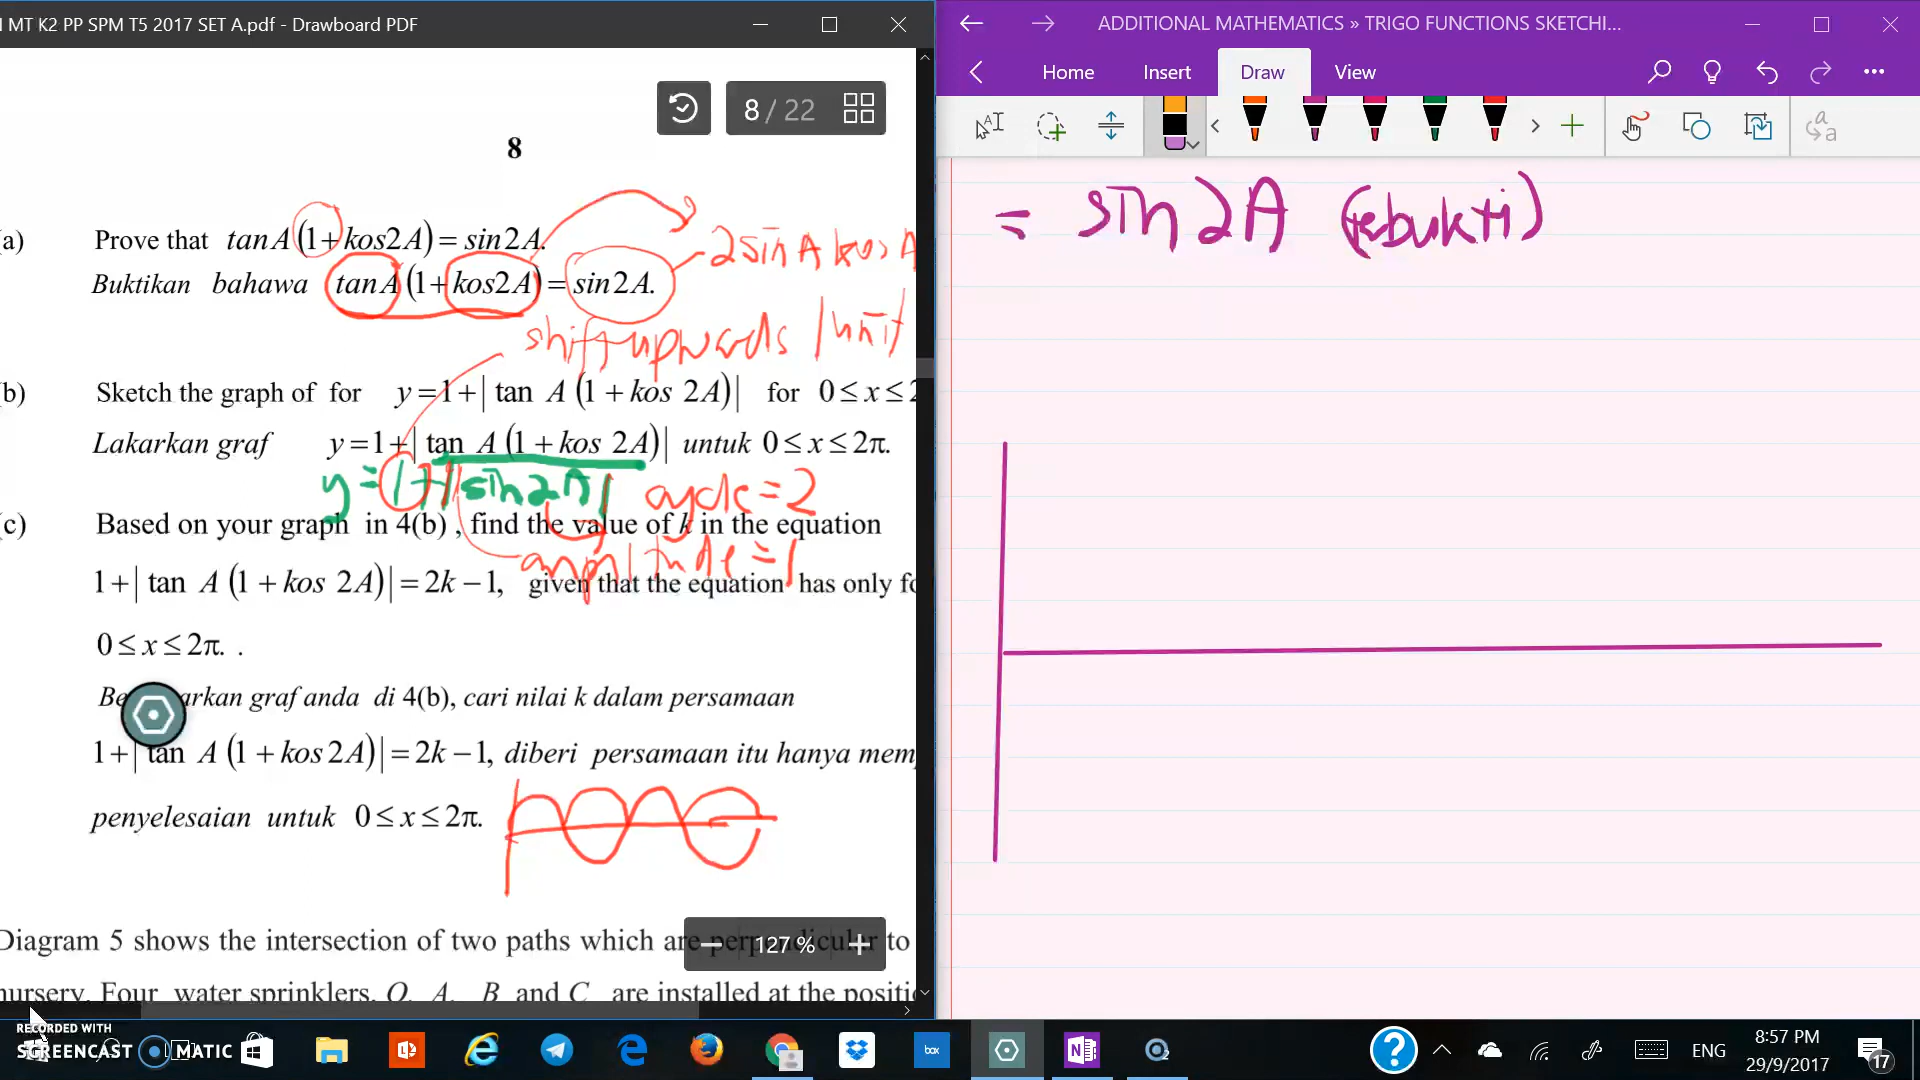 MT K2 PP SPM T5 2017 SET A.pdf - Drawboard PDF
8 / 22
8
a) Prove that tanA(1+kos2A)=sin2A.
Buktikan bahawa tanA(1+kos2A)=sin2A.
2sinA kosA
shift upwards 1 unit
b) Sketch the graph of for y=1+|tan A(1+kos 2A)| for 0≤x≤2
Lakarkan graf y=1+|tan A(1+kos 2A)| untuk 0≤x≤2π.
y=1+|sin2A| cycle=2
c) Based on your graph in 4(b) , find the value of k in the equation
amplitude=1
1+|tan A(1+kos 2A)|=2k−1, given that the equation has only fo
0≤x≤2π. .
arkan graf anda di 4(b), cari nilai k dalam persamaan
1+|tan A(1+kos2A)|=2k−1, diberi persamaan itu hanya mem
penyelesaian untuk 0≤x≤2π.
Diagram 5 shows the intersection of two paths which are perpendicular to
nursery. Four water sprinklers, O, A, B and C are installed at the positi
127 %
RECORDED WITH
SCREENCAST MATIC
ADDITIONAL MATHEMATICS » TRIGO FUNCTIONS SKETCHI...
Home Insert Draw View
= sin2A (terbukti)
box
N
ENG
8:57 PM
29/9/2017
17